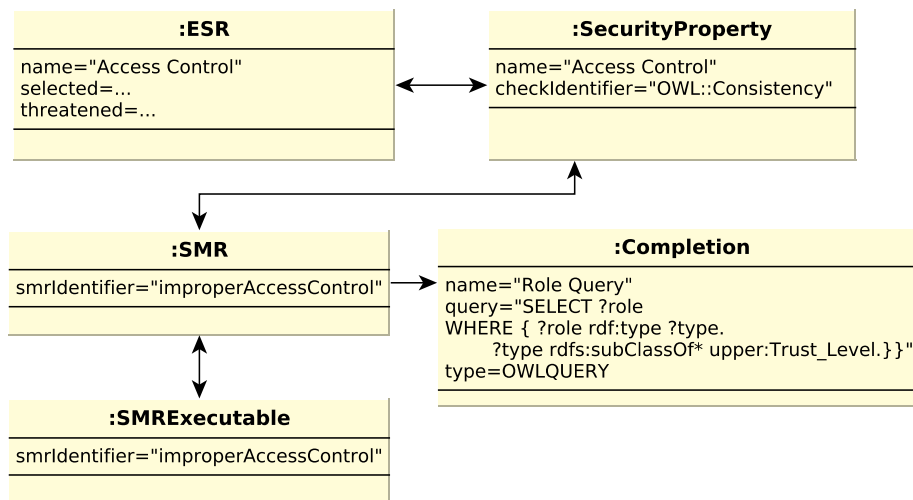 :ESR
name="Access Control"
selected=...
threatened=...
:SecurityProperty
name="Access Control"
checkIdentifier="OWL::Consistency"
:SMR
smrIdentifier="improperAccessControl"
:Completion
name="Role Query"
query="SELECT ?role
WHERE { ?role rdf:type ?type.
?type rdfs:subClassOf* upper:Trust_Level.}}"
type=OWLQUERY
:SMRExecutable
smrIdentifier="improperAccessControl"